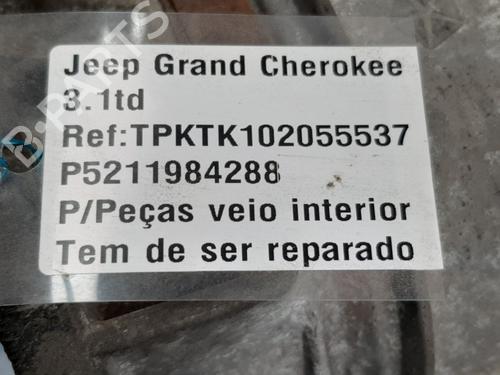 Jeep Grand Cherokee
3.1td
Ref:TPKTK102055537
P5211984288
P/Peças veio interior
Tem de ser reparado
B-PARTS